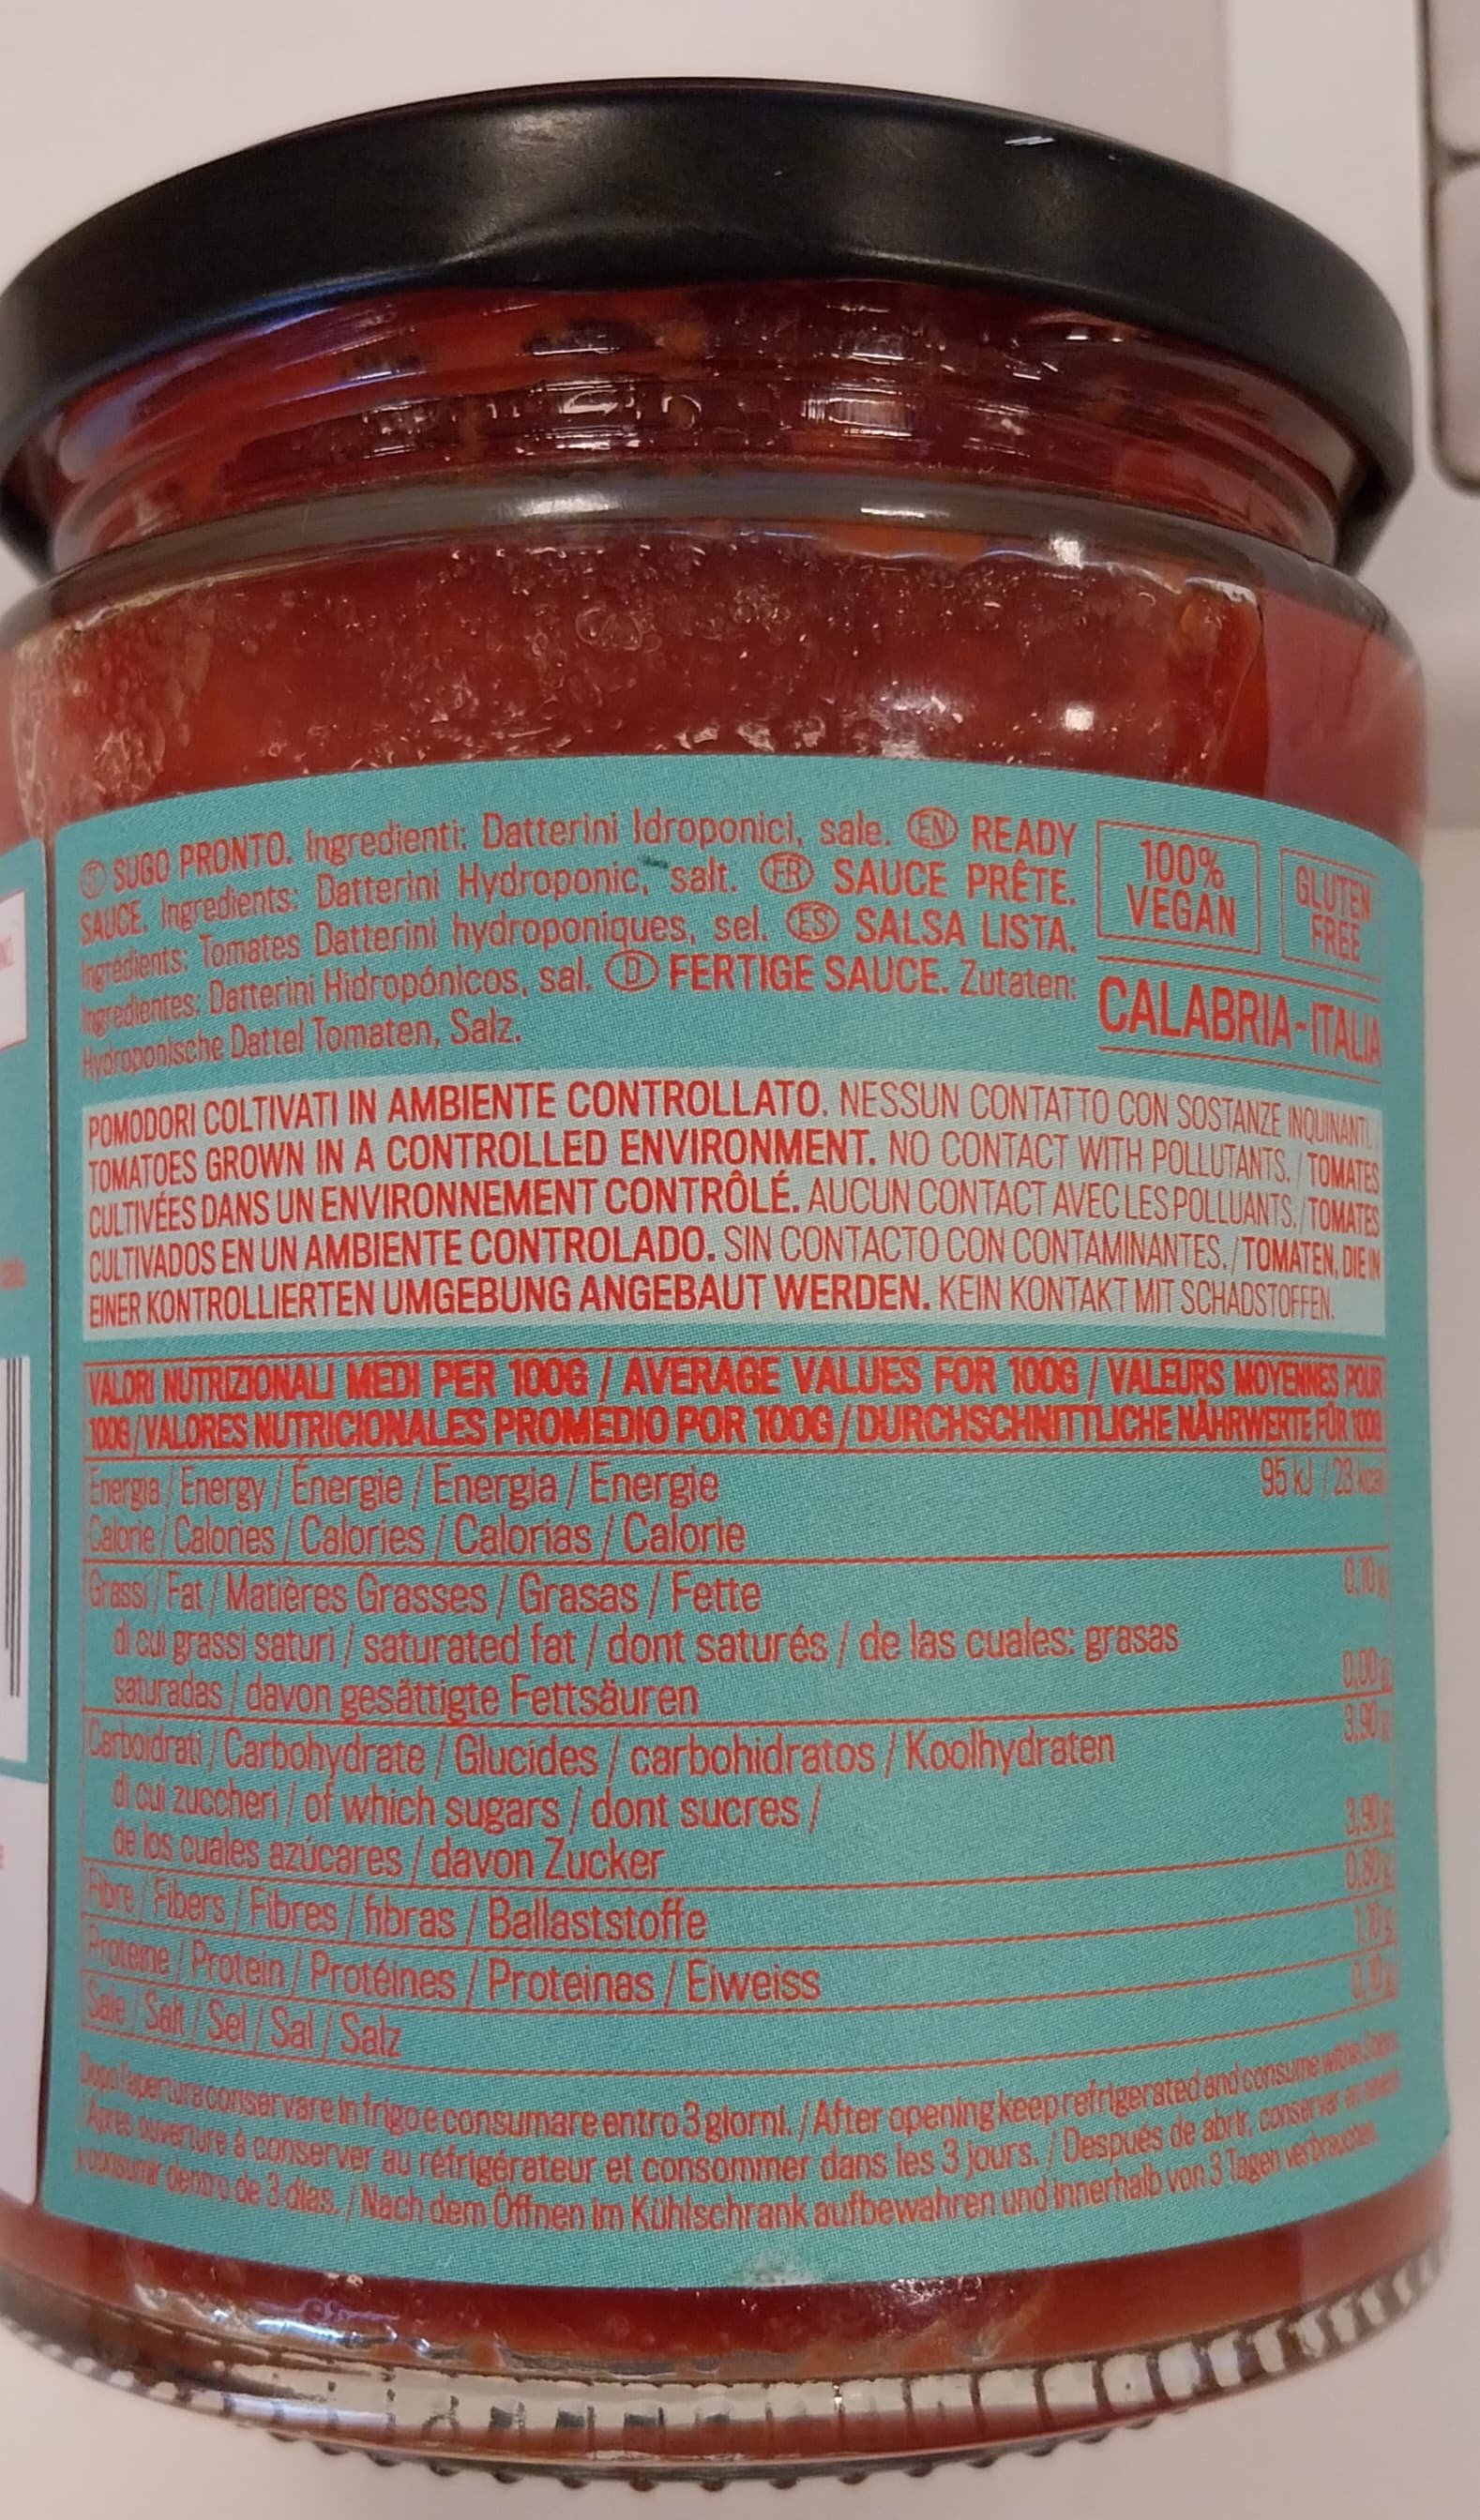 IT SUGO PRONTO. Ingredienti: Datterini Idroponici, sale. EN READY
SAUCE. Ingredients: Datterini Hydroponic, salt. FR SAUCE PRÊTE.
Ingrédients: Tomates Datterini hydroponiques, sel. ES SALSA LISTA.
Ingredientes: Datterini Hidropónicos, sal. D FERTIGE SAUCE. Zutaten:
Hydroponische Dattel Tomaten, Salz.
100%
VEGAN
GLUTEN
FREE
CALABRIA-ITALIA
POMODORI COLTIVATI IN AMBIENTE CONTROLLATO. NESSUN CONTATTO CON SOSTANZE INQUINANTI.
TOMATOES GROWN IN A CONTROLLED ENVIRONMENT. NO CONTACT WITH POLLUTANTS. / TOMATES
CULTIVÉES DANS UN ENVIRONNEMENT CONTRÔLÉ. AUCUN CONTACT AVEC LES POLLUANTS. / TOMATES
CULTIVADOS EN UN AMBIENTE CONTROLADO. SIN CONTACTO CON CONTAMINANTES. / TOMATEN, DIE IN
EINER KONTROLLIERTEN UMGEBUNG ANGEBAUT WERDEN. KEIN KONTAKT MIT SCHADSTOFFEN.
VALORI NUTRIZIONALI MEDI PER 100G / AVERAGE VALUES FOR 100G / VALEURS MOYENNES POUR
100G / VALORES NUTRICIONALES PROMEDIO POR 100G / DURCHSCHNITTLICHE NÄHRWERTE FÜR 100G
Energia / Energy / Énergie / Energia / Energie 95 kJ / 23 kcal
Calorie / Calories / Calories / Calorías / Calorie
Grassi / Fat / Matières Grasses / Grasas / Fette 0,10 g
di cui grassi saturi / saturated fat / dont saturés / de las cuales: grasas
saturadas / davon gesättigte Fettsäuren 0,00 g
Carboidrati / Carbohydrate / Glucides / carbohidratos / Koolhydraten 3,90 g
di cui zuccheri / of which sugars / dont sucres /
de los cuales azúcares / davon Zucker 3,90 g
Fibre / Fibers / Fibres / fibras / Ballaststoffe 0,80 g
Proteine / Protein / Protéines / Proteinas / Eiweiss 1,10 g
Sale / Salt / Sel / Sal / Salz 0,10 g
Dopo l'apertura conservare in frigo e consumare entro 3 giorni. / After opening keep refrigerated and consume within 3
/ Après ouverture à conserver au réfrigérateur et consommer dans les 3 jours. / Después de abrir, conservar en
y consumir dentro de 3 días. / Nach dem Öffnen im Kühlschrank aufbewahren und innerhalb von 3 Tagen verbrauchen.